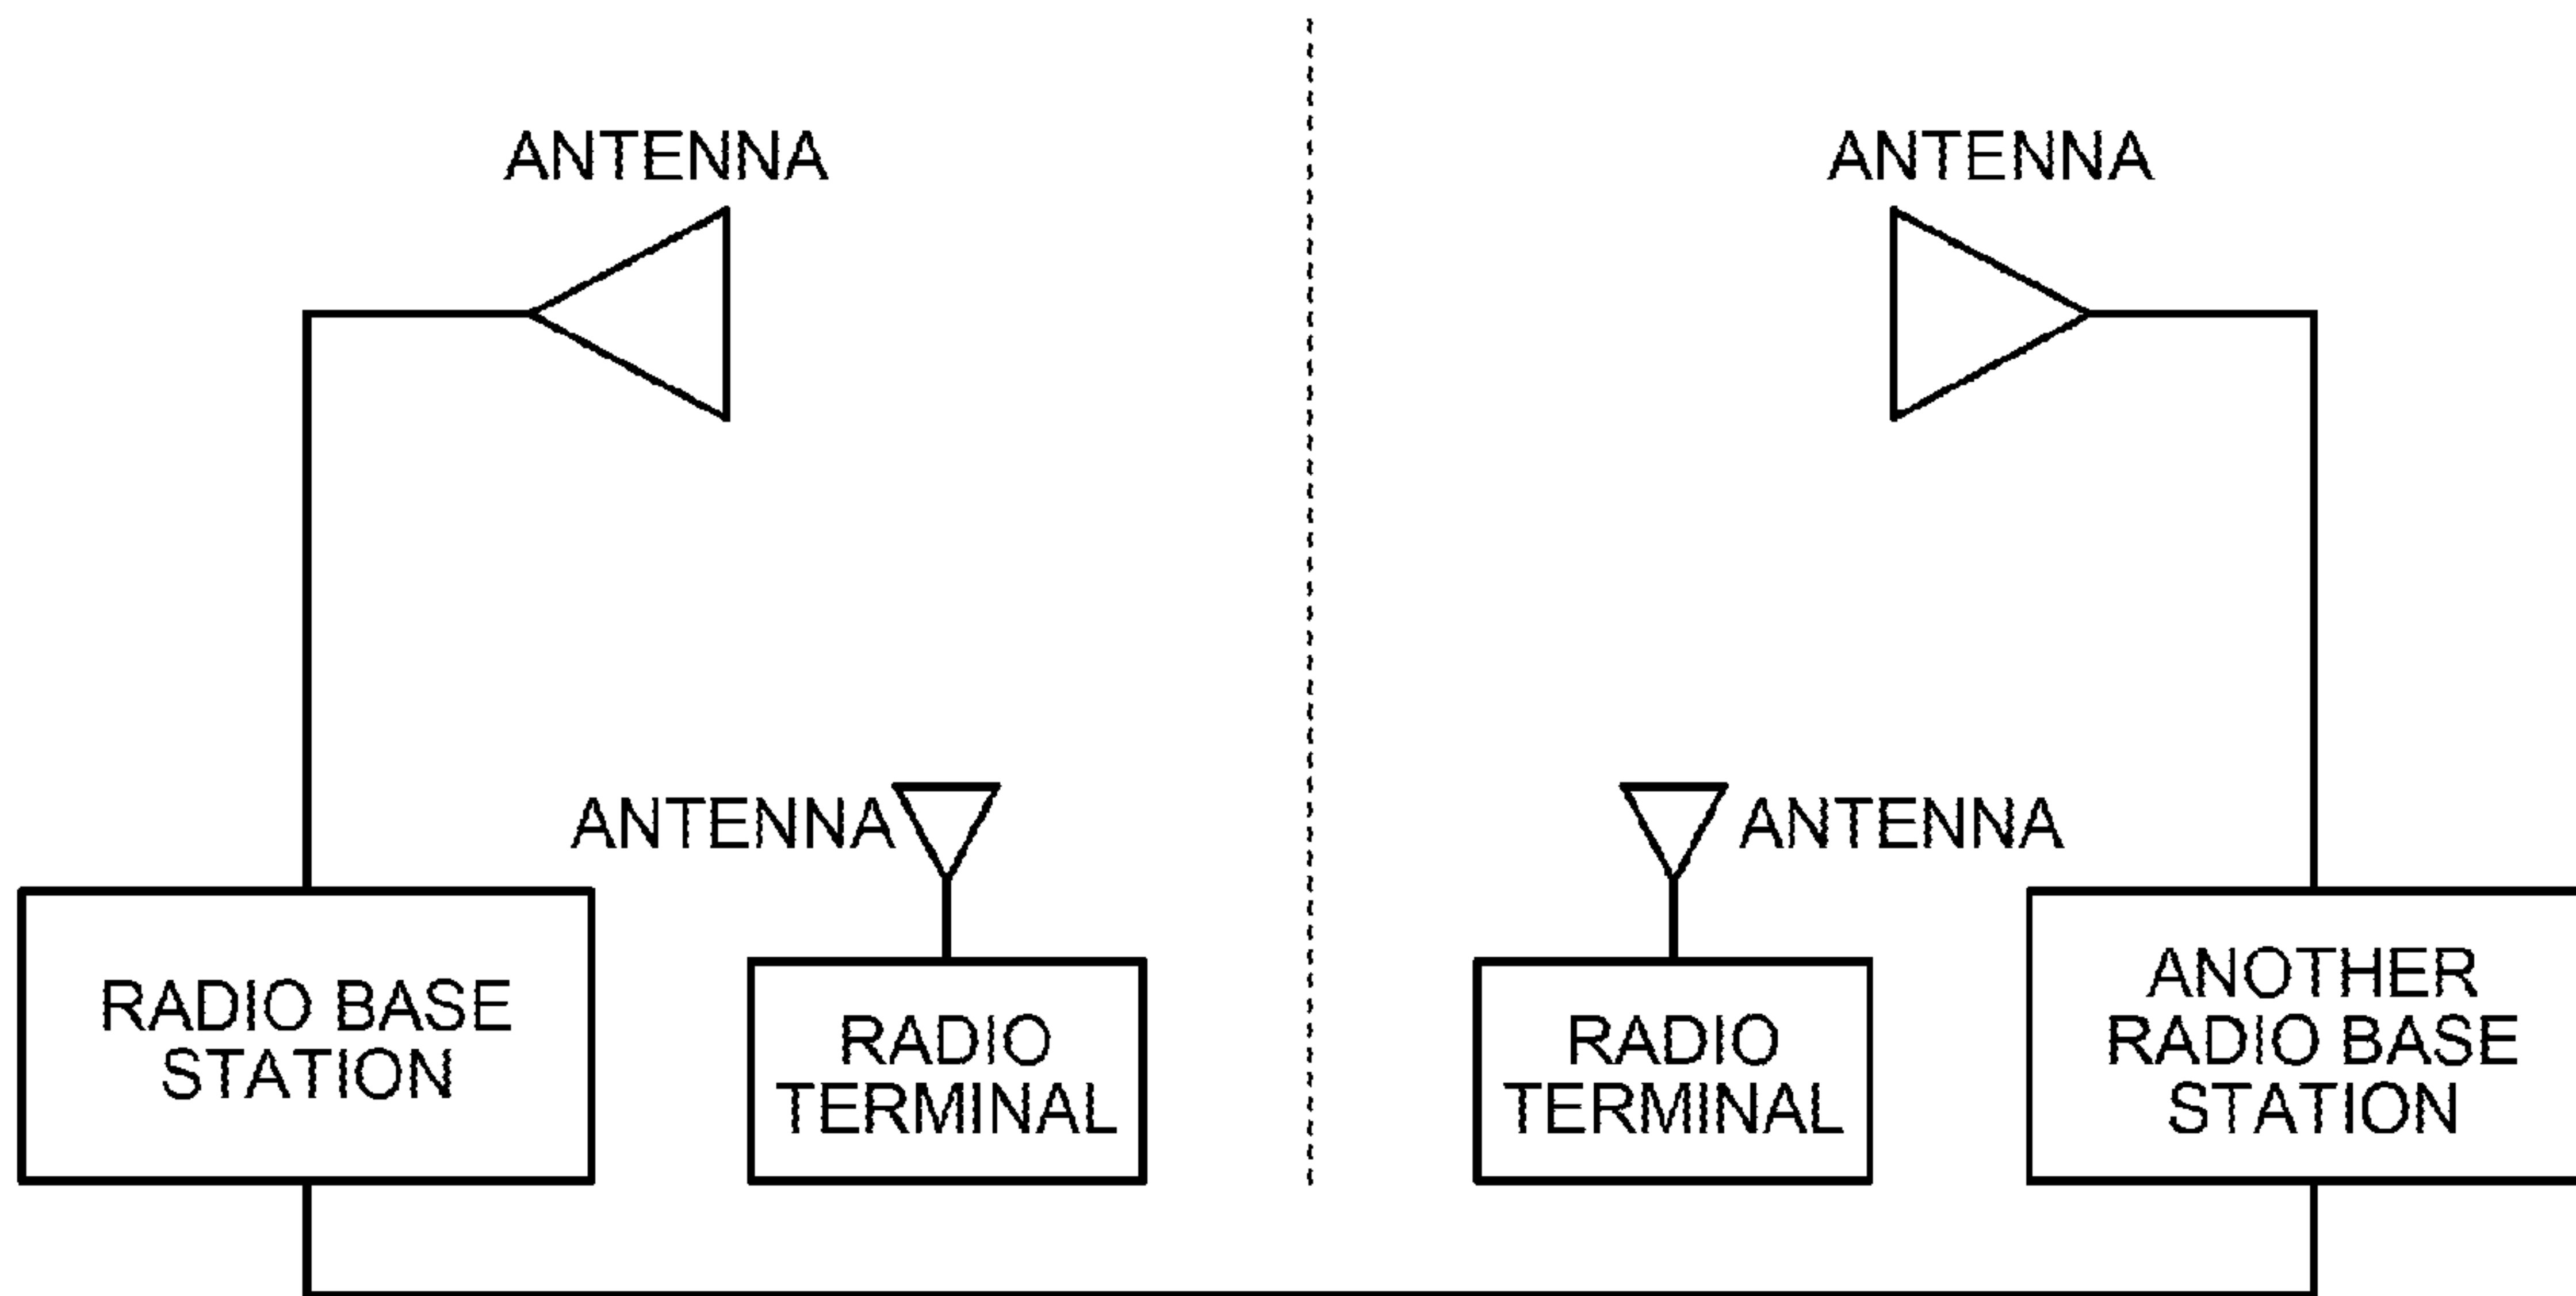 ANTENNA
ANTENNA
ANTENNA
ANTENNA
RADIO BASE
STATION
RADIO
TERMINAL
RADIO
TERMINAL
ANOTHER
RADIO BASE
STATION